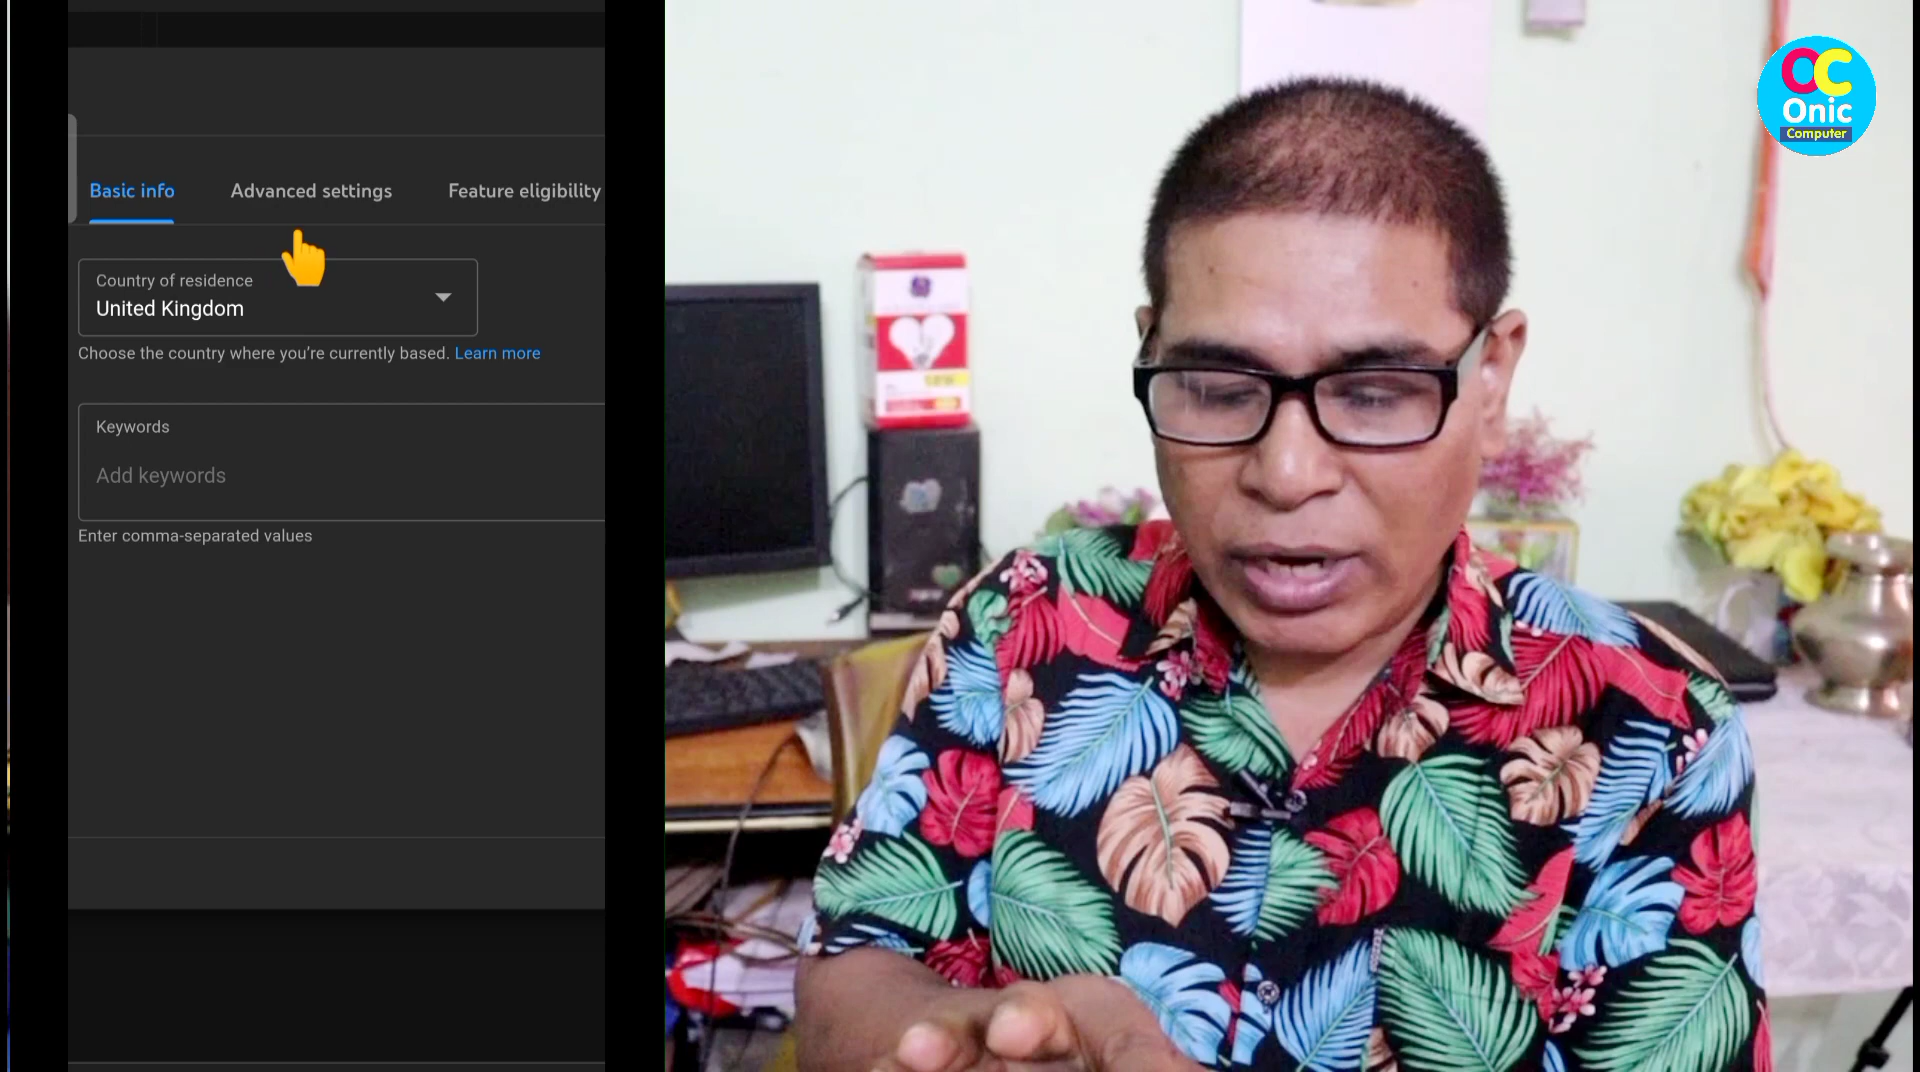 Basic info
Advanced settings
Feature eligibility
Country of residence
United Kingdom
Choose the country where you're currently based. Learn more
Keywords
Add keywords
Enter comma-separated values
OC
Onic
Computer